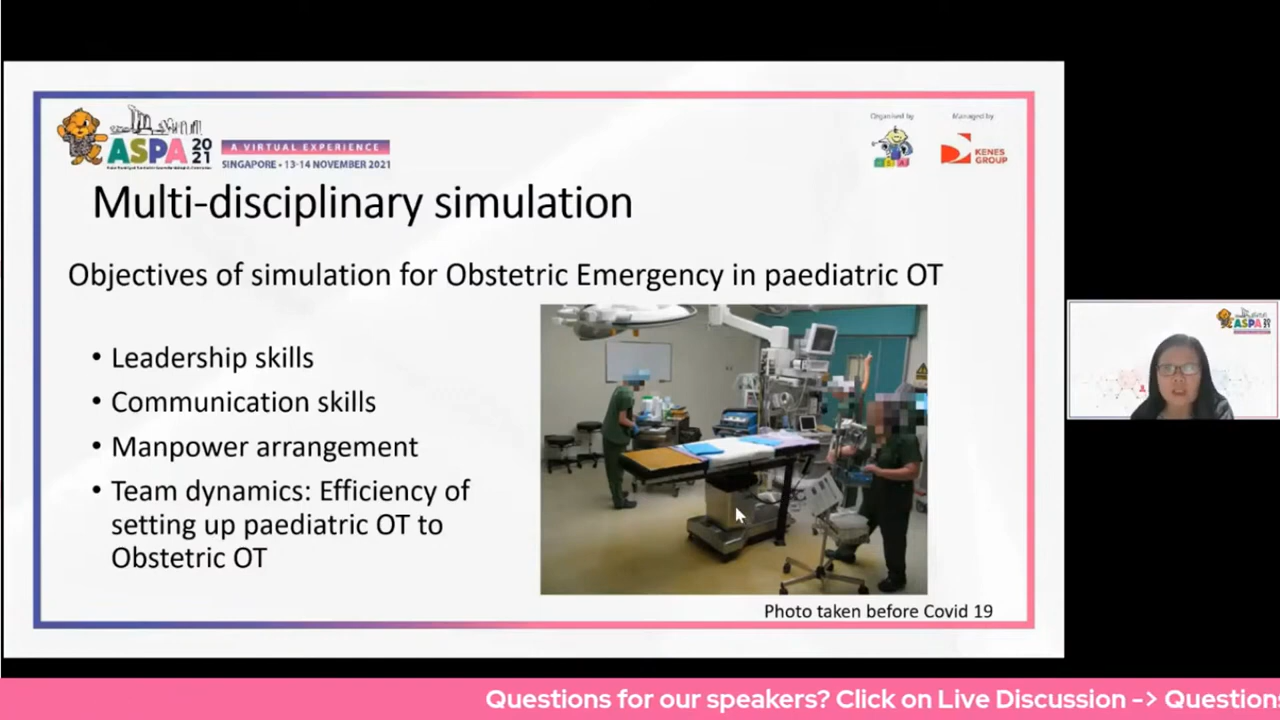 ASPA 2021
A VIRTUAL EXPERIENCE
SINGAPORE • 13-14 NOVEMBER 2021
Organised by
Managed by
KENES
GROUP
Multi-disciplinary simulation
Objectives of simulation for Obstetric Emergency in paediatric OT
• Leadership skills
• Communication skills
• Manpower arrangement
• Team dynamics: Efficiency of
setting up paediatric OT to
Obstetric OT
Photo taken before Covid 19
ASPA
Questions for our speakers? Click on Live Discussion -> Question